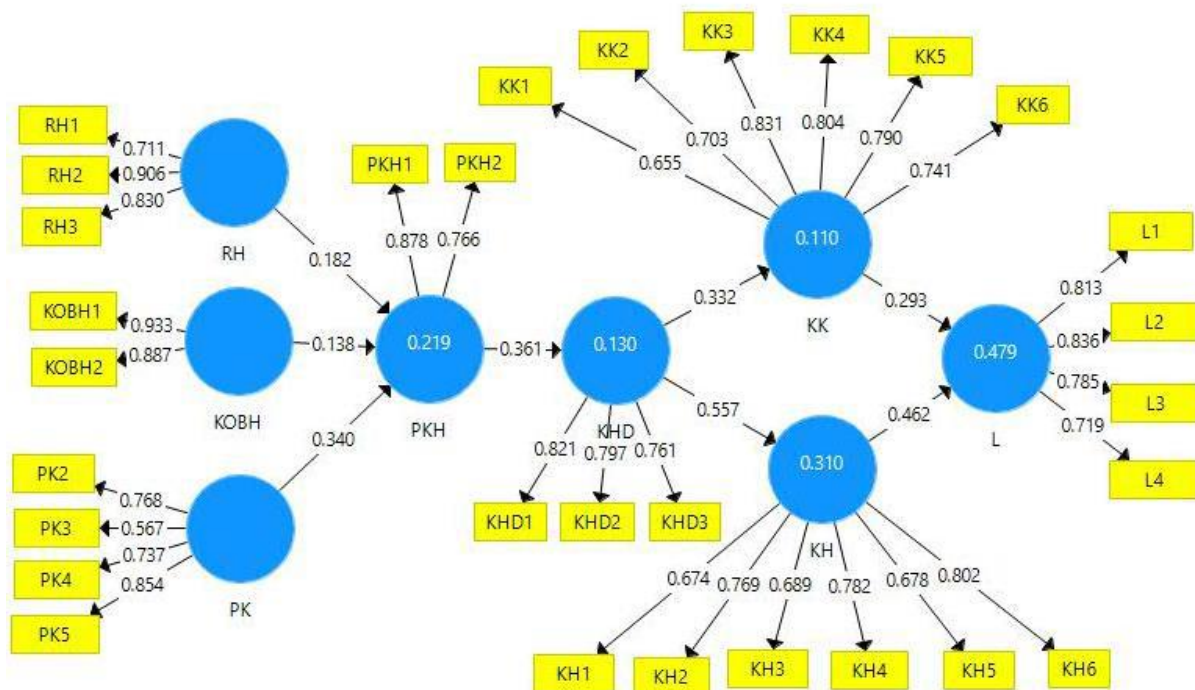 KK1
KK2
KK3
KK4
KK5
KK6
0.655
0.703
0.831
0.804
0.790
0.741
RH1
RH2
RH3
0.711
0.906
0.830
RH
0.182
PKH1
PKH2
0.878
0.766
KOBH1
KOBH2
0.933
0.887
KOBH
0.138
0.219
PKH
0.361
0.130
KHD
0.332
0.557
0.110
KK
0.293
0.479
L
L1
L2
L3
L4
0.813
0.836
0.785
0.719
PK2
PK3
PK4
PK5
0.768
0.567
0.737
0.854
PK
0.340
0.821
0.797
0.761
KHD1
KHD2
KHD3
0.310
KH
0.462
0.674
0.769
0.689
0.782
0.678
0.802
KH1
KH2
KH3
KH4
KH5
KH6